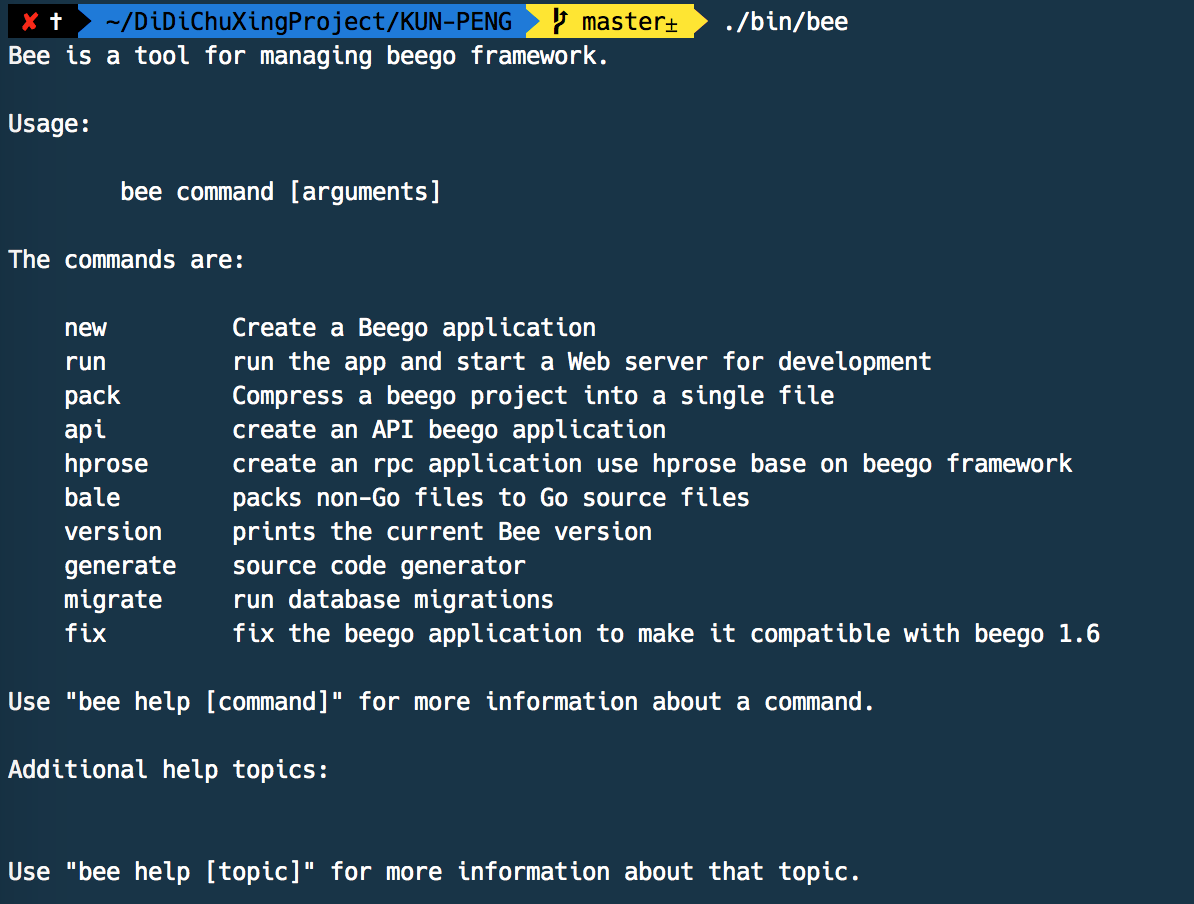 ✘ † ~/DiDiChuXingProject/KUN-PENG master± ./bin/bee
Bee is a tool for managing beego framework.
Usage:
bee command [arguments]
The commands are:
new Create a Beego application
run run the app and start a Web server for development
pack Compress a beego project into a single file
api create an API beego application
hprose create an rpc application use hprose base on beego framework
bale packs non-Go files to Go source files
version prints the current Bee version
generate source code generator
migrate run database migrations
fix fix the beego application to make it compatible with beego 1.6
Use "bee help [command]" for more information about a command.
Additional help topics:
Use "bee help [topic]" for more information about that topic.